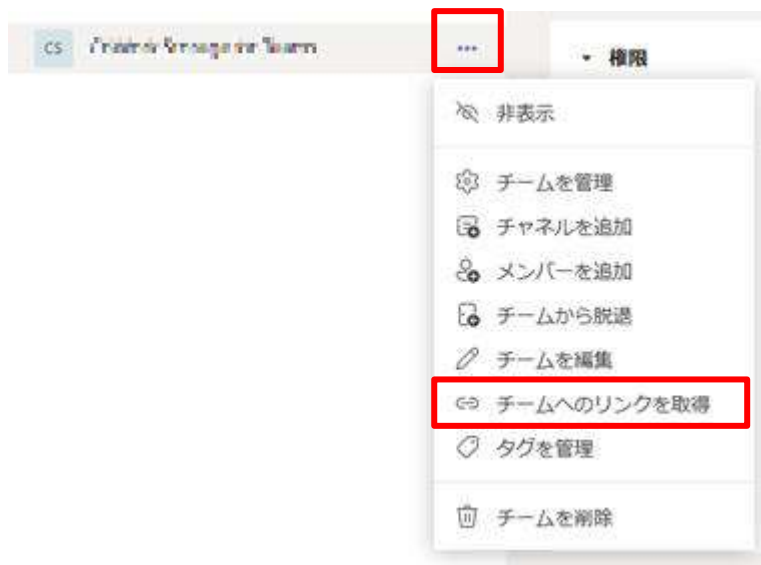 CS
...
権限
非表示
チームを管理
チャネルを追加
メンバーを追加
チームから脱退
チームを編集
チームへのリンクを取得
タグを管理
チームを削除